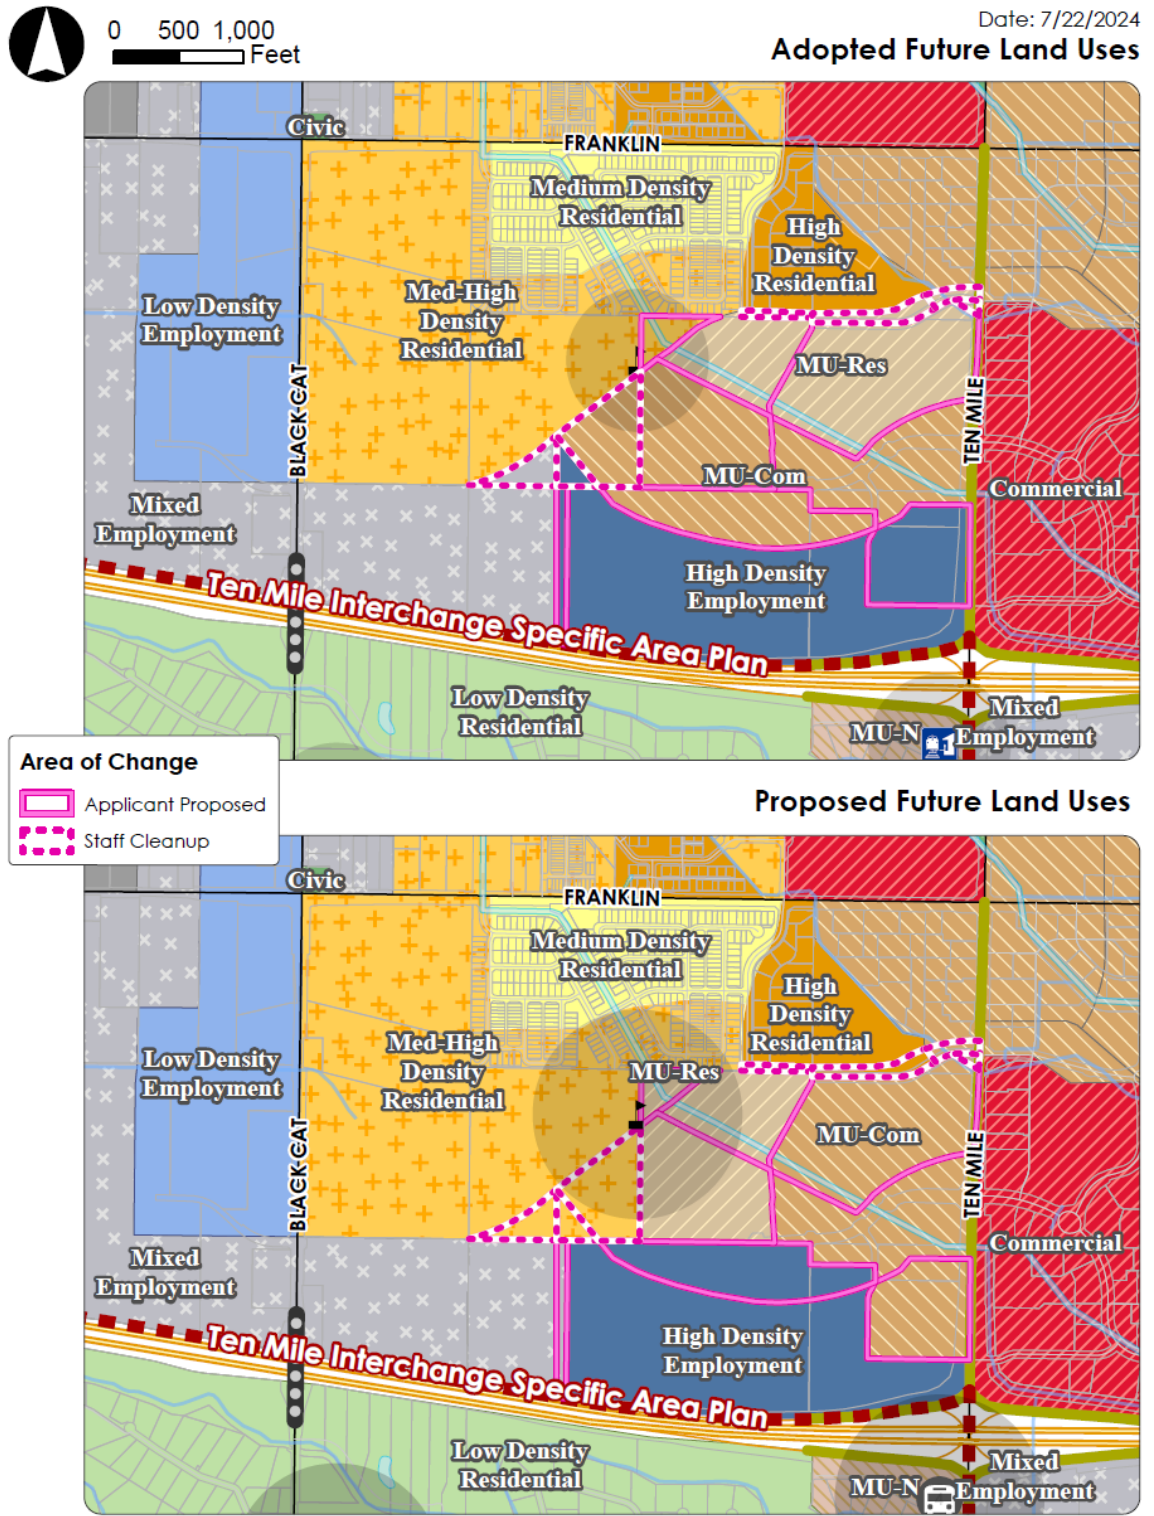 Date: 7/22/2024
0 500 1,000
Feet
Adopted Future Land Uses
Civic
FRANKLIN
Medium Density
Residential
High
Density
Residential
Low Density
Employment
Med-High
Density
Residential
MU-Res
BLACK CAT
TEN MILE
MU-Com
Commercial
Mixed
Employment
High Density
Employment
Ten Mile Interchange Specific Area Plan
Low Density
Residential
MU-N
Mixed
Employment
Area of Change
Applicant Proposed
Staff Cleanup
Proposed Future Land Uses
Civic
FRANKLIN
Medium Density
Residential
High
Density
Residential
Low Density
Employment
Med-High
Density
Residential
MU-Res
MU-Com
BLACK CAT
TEN MILE
Commercial
Mixed
Employment
High Density
Employment
Ten Mile Interchange Specific Area Plan
Low Density
Residential
MU-N
Mixed
Employment